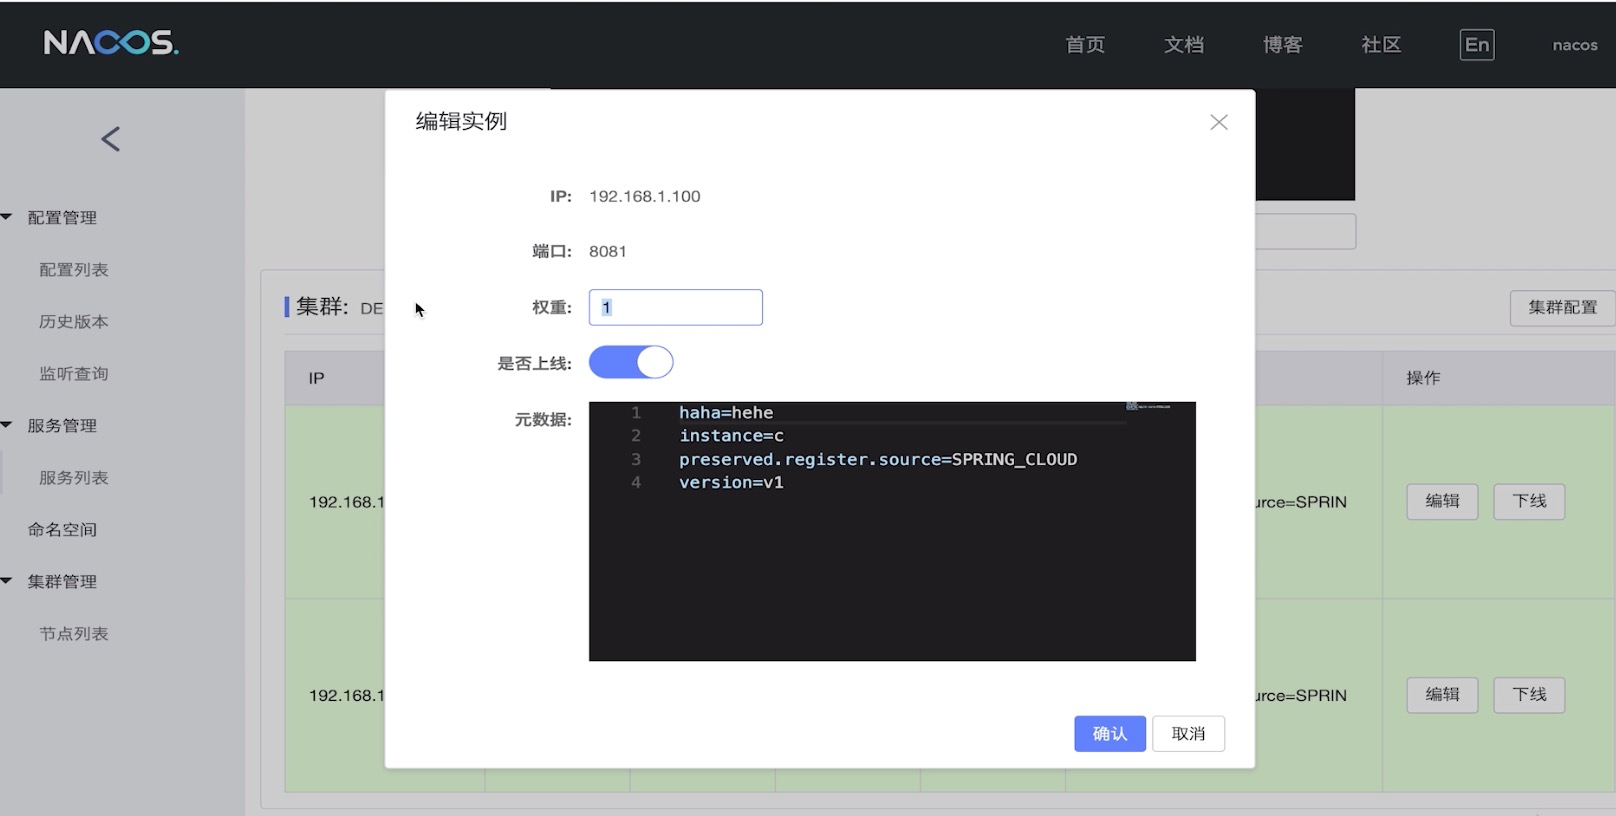 NACOS.
首页 文档 博客 社区 En nacos
编辑实例
配置管理
配置列表
历史版本
监听查询
服务管理
服务列表
命名空间
集群管理
节点列表
IP: 192.168.1.100
端口: 8081
权重: 1
是否上线:
元数据:
1 haha=hehe
2 instance=c
3 preserved.register.source=SPRING_CLOUD
4 version=v1
确认 取消
集群: DE
集群配置
IP 操作
192.168.1 urce=SPRIN 编辑 下线
192.168.1 urce=SPRIN 编辑 下线